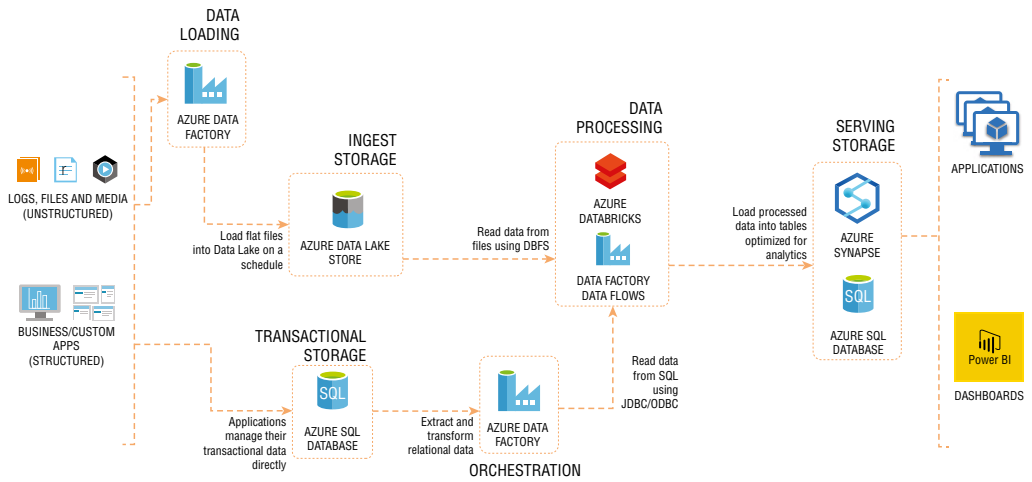 DATA
LOADING
AZURE DATA
FACTORY
LOGS, FILES AND MEDIA
(UNSTRUCTURED)
BUSINESS/CUSTOM
APPS
(STRUCTURED)
Load flat files
into Data Lake on a
schedule
INGEST
STORAGE
AZURE DATA LAKE
STORE
Read data from
files using DBFS
DATA
PROCESSING
AZURE
DATABRICKS
DATA FACTORY
DATA FLOWS
Load processed
data into tables
optimized for
analytics
SERVING
STORAGE
AZURE
SYNAPSE
SQL
AZURE SQL
DATABASE
APPLICATIONS
Power BI
DASHBOARDS
TRANSACTIONAL
STORAGE
SQL
AZURE SQL
DATABASE
Applications
manage their
transactional data
directly
Extract and
transform
relational data
AZURE DATA
FACTORY
ORCHESTRATION
Read data
from SQL
using
JDBC/ODBC